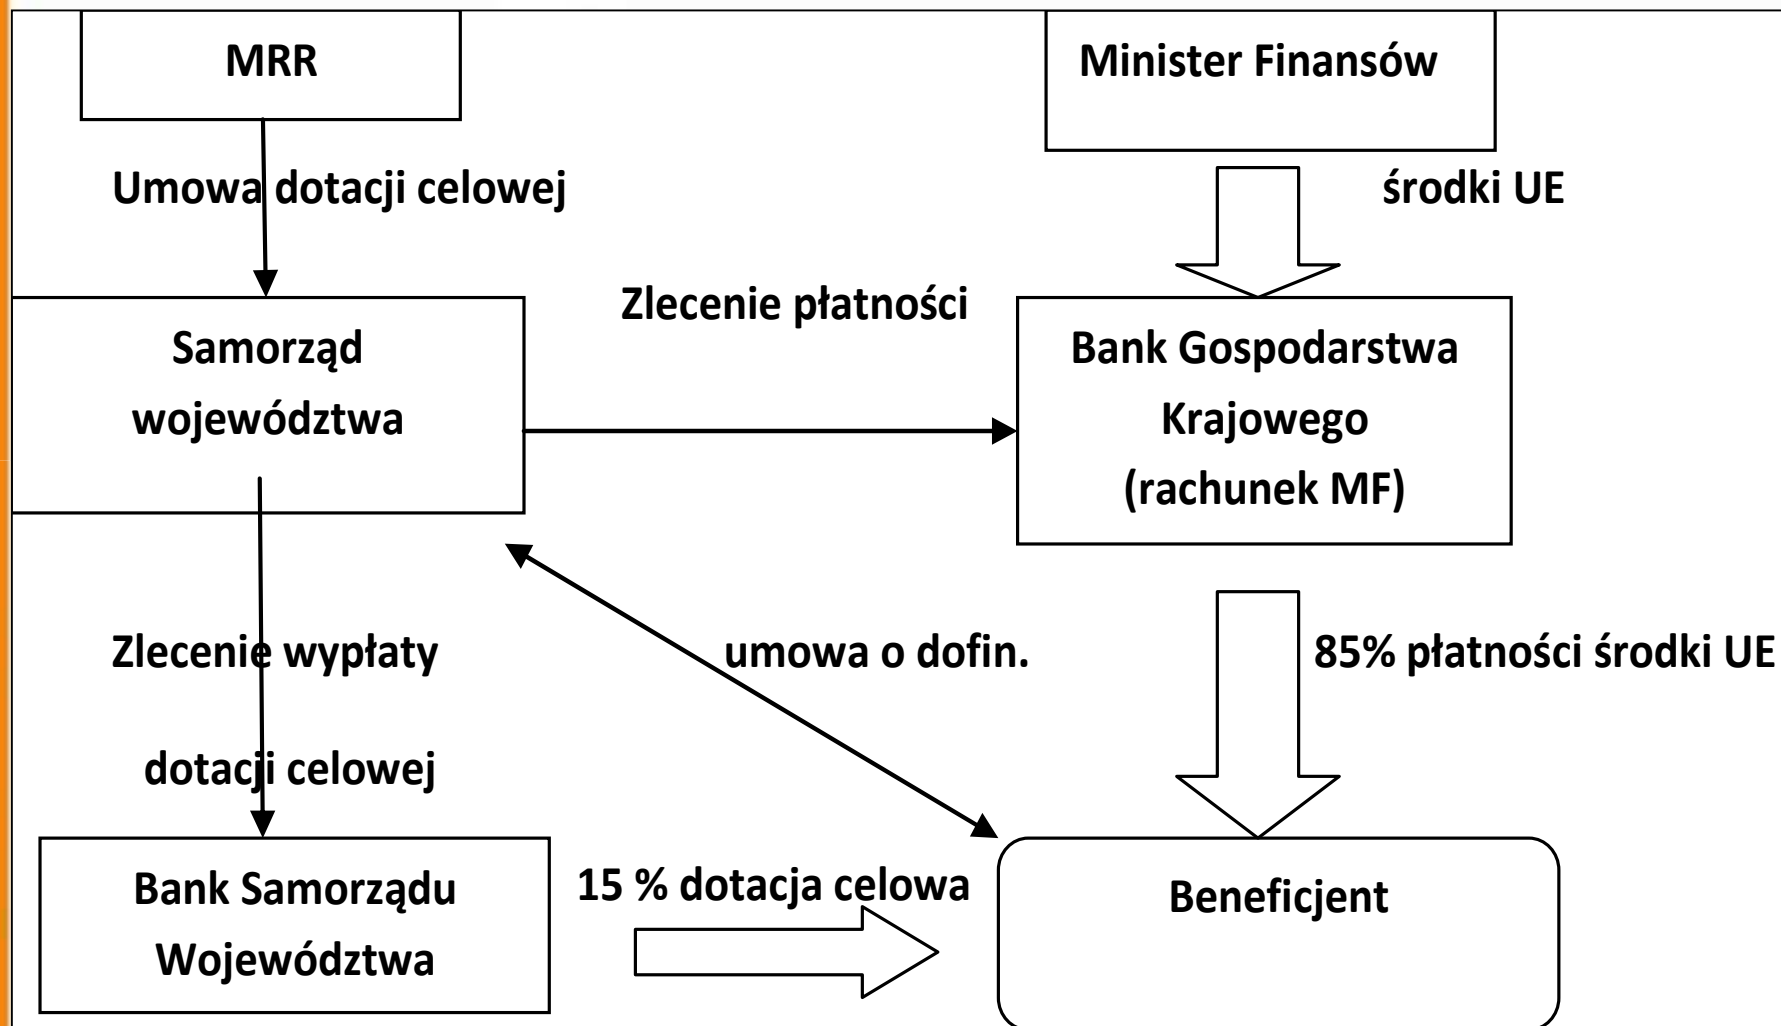 MRR
Minister Finansów
Umowa dotacji celowej
środki UE
Zlecenie płatności
Samorząd
województwa
Bank Gospodarstwa
Krajowego
(rachunek MF)
Zlecenie wypłaty
dotacji celowej
umowa o dofin.
85% płatności środki UE
Bank Samorządu
Województwa
15 % dotacja celowa
Beneficjent